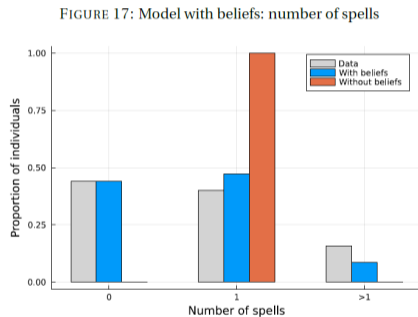 FIGURE 17: Model with beliefs: number of spells
Data
With beliefs
Without beliefs
1.00
0.75
0.50
0.25
0.00
Proportion of individuals
0 1 >1
Number of spells